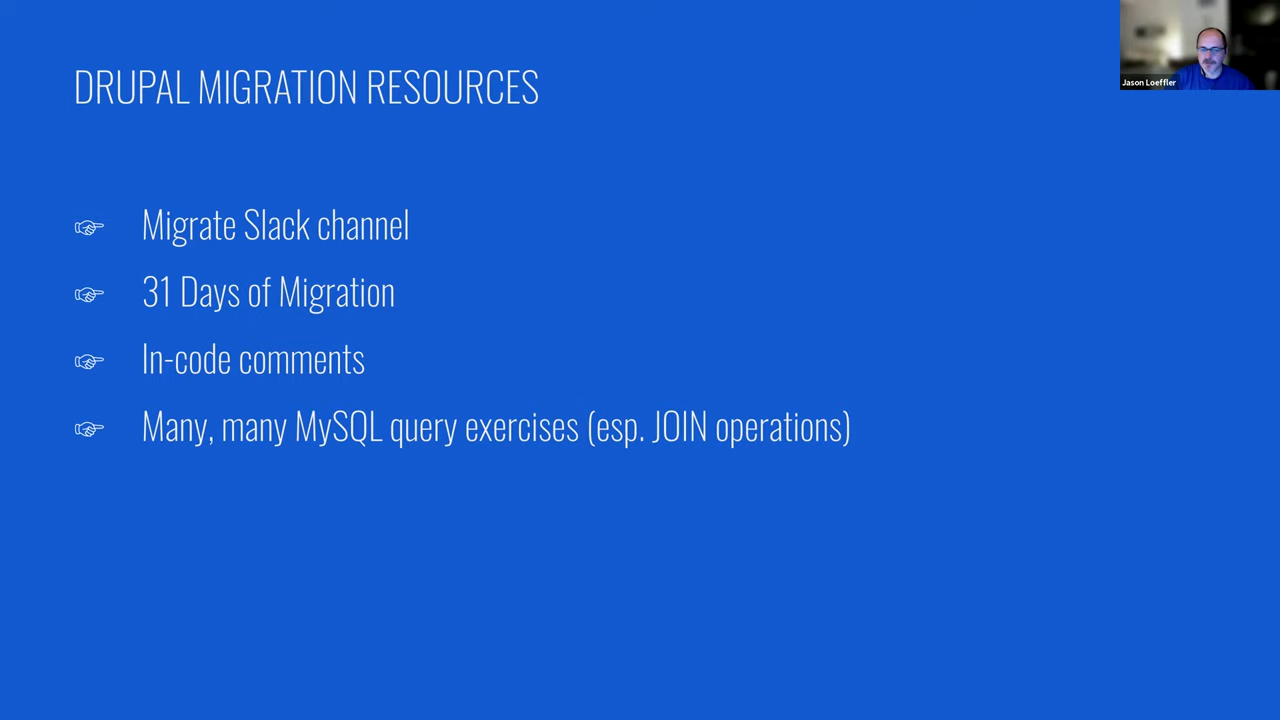 DRUPAL MIGRATION RESOURCES
Jason Loeffler
☞ Migrate Slack channel
☞ 31 Days of Migration
☞ In-code comments
☞ Many, many MySQL query exercises (esp. JOIN operations)